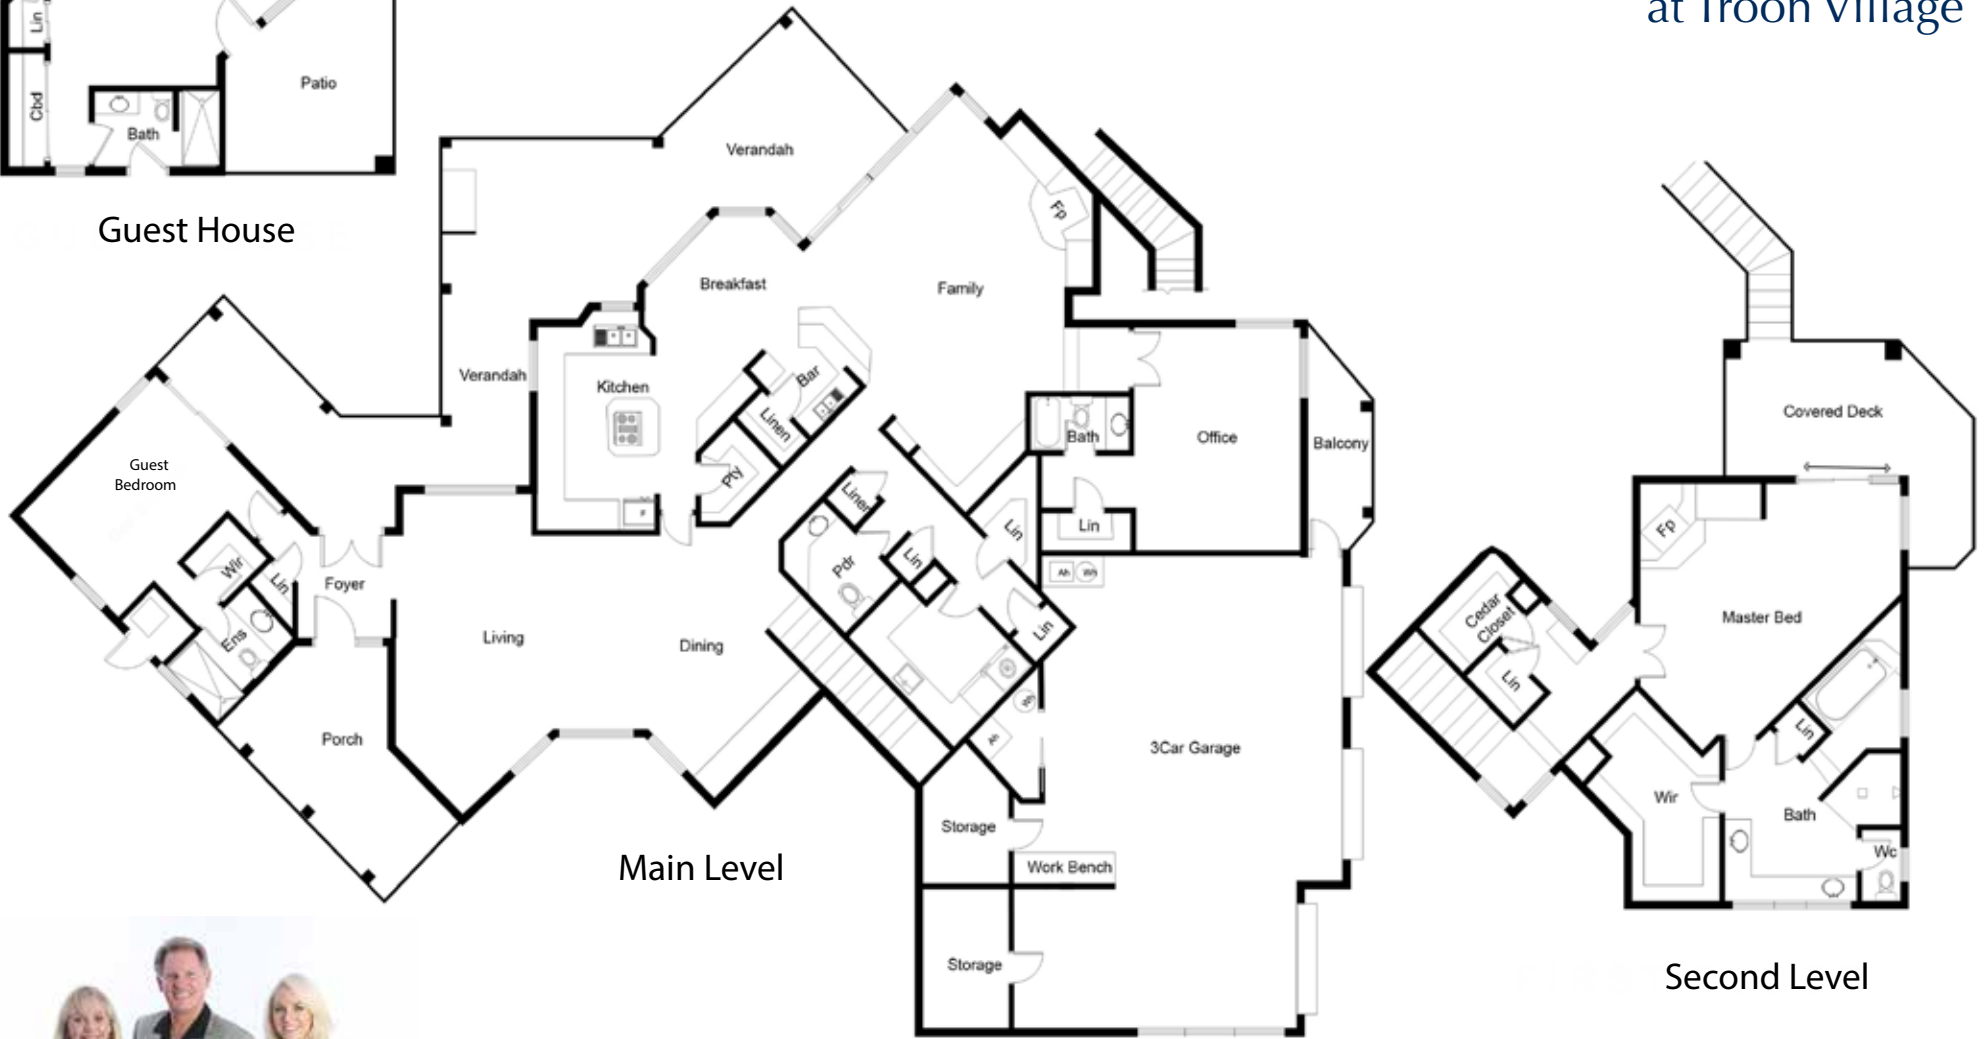 at Troon Village
Lin
Cbd
Bath
Patio
Guest House
Verandah
Breakfast
Family
Fp
Verandah
Kitchen
Bar
Linen
Pty
F
Bath
Office
Balcony
Lin
Guest
Bedroom
Wir
Lin
Ens
Foyer
Living
Dining
Porch
Linen
Pdr
Lin
Lin
Lin
Ah
Wh
Wh
Ah
3Car Garage
Storage
Work Bench
Storage
Main Level
Covered Deck
Fp
Master Bed
Cedar
Closet
Lin
Lin
Wir
Bath
Wc
Second Level